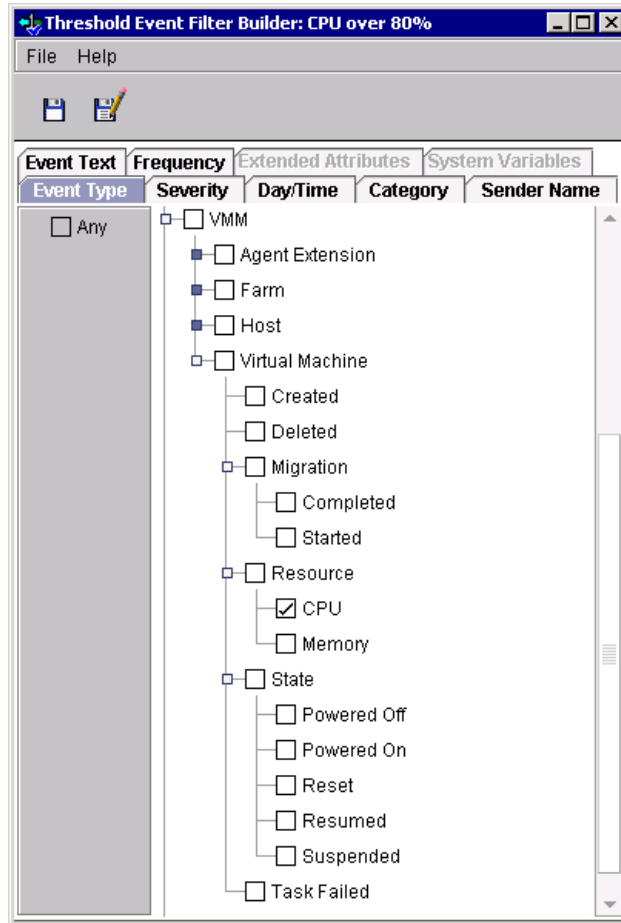 Threshold Event Filter Builder: CPU over 80%
File Help
Event Text Frequency Extended Attributes System Variables
Event Type Severity Day/Time Category Sender Name
Any
VMM
Agent Extension
Farm
Host
Virtual Machine
Created
Deleted
Migration
Completed
Started
Resource
CPU
Memory
State
Powered Off
Powered On
Reset
Resumed
Suspended
Task Failed